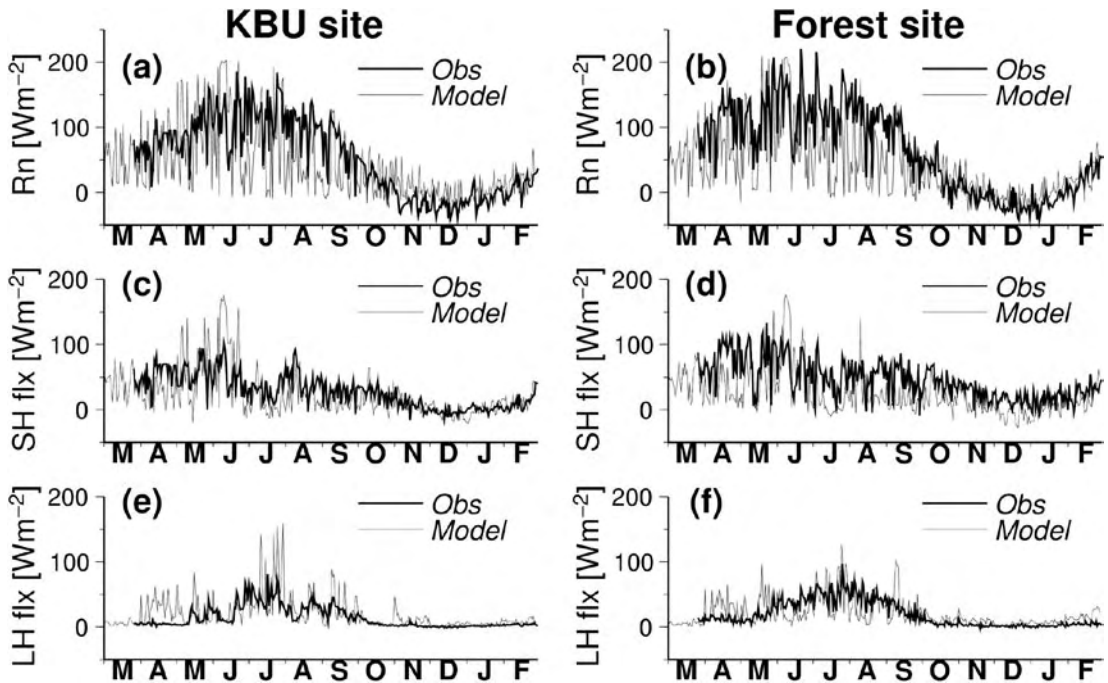 KBU site
Forest site
(a)
Obs
Model
Rn [Wm−2]
200
100
0
M A M J J A S O N D J F
(b)
Obs
Model
Rn [Wm−2]
200
100
0
M A M J J A S O N D J F
(c)
Obs
Model
SH flx [Wm−2]
200
100
0
M A M J J A S O N D J F
(d)
Obs
Model
SH flx [Wm−2]
200
100
0
M A M J J A S O N D J F
(e)
Obs
Model
LH flx [Wm−2]
200
100
0
M A M J J A S O N D J F
(f)
Obs
Model
LH flx [Wm−2]
200
100
0
M A M J J A S O N D J F